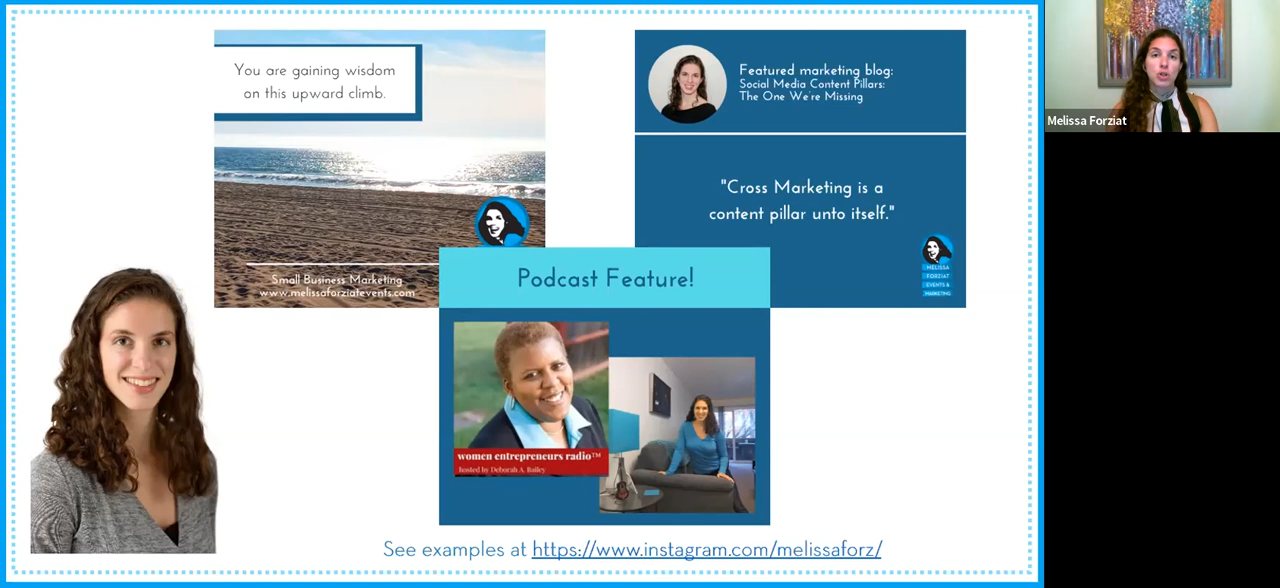 You are gaining wisdom
on this upward climb.
Small Business Marketing
www.melissaforziatevents.com
Featured marketing blog:
Social Media Content Pillars:
The One We're Missing
"Cross Marketing is a
content pillar unto itself."
MELISSA
FORZIAT
EVENTS &
MARKETING
Podcast Feature!
women entrepreneurs radio™
hosted by Deborah A. Bailey
See examples at https://www.instagram.com/melissaforz/
Melissa Forziat